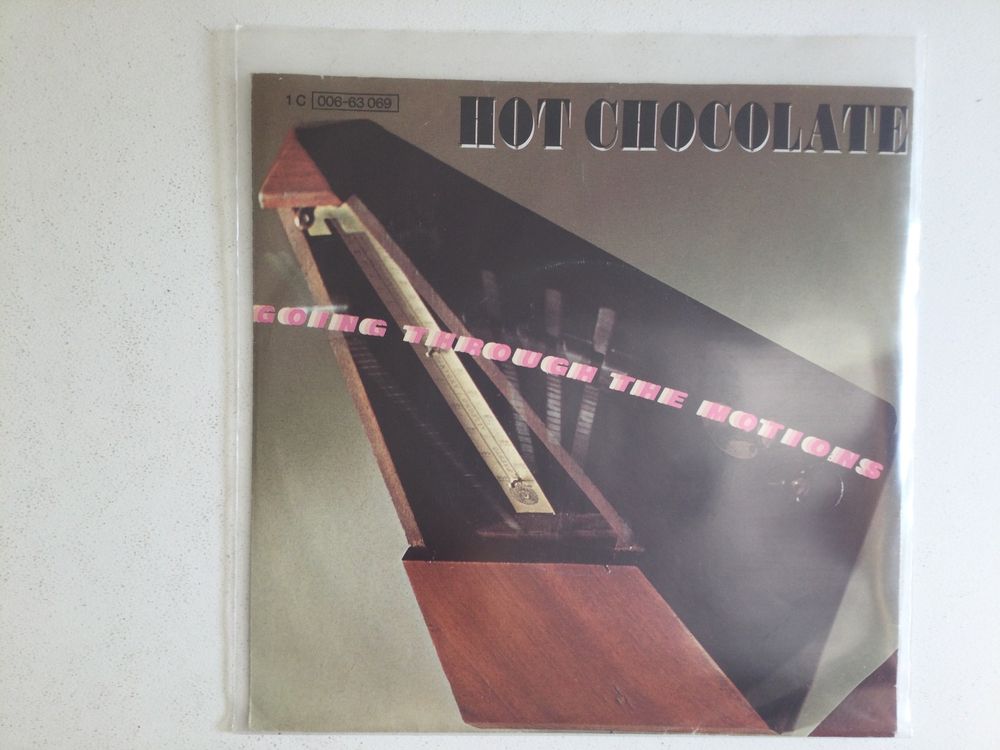 1 C 006-63 069
HOT CHOCOLATE
GOING THROUGH THE MOTIONS